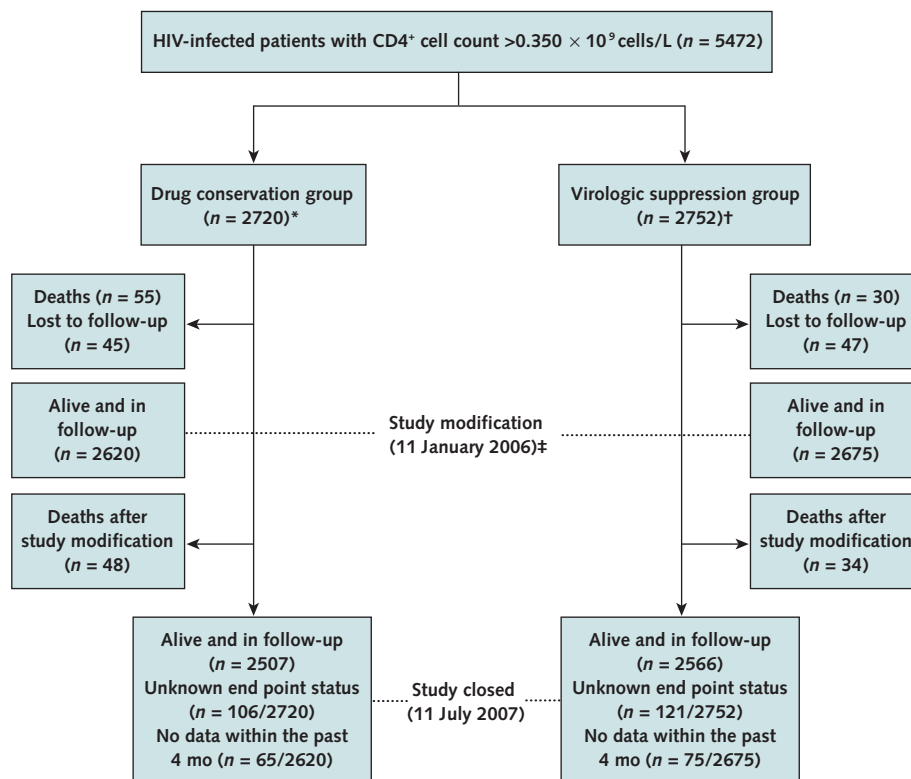 HIV-infected patients with CD4⁺ cell count >0.350 × 10⁹ cells/L (n = 5472)
Drug conservation group
(n = 2720)*
Virologic suppression group
(n = 2752)†
Deaths (n = 55)
Lost to follow-up
(n = 45)
Deaths (n = 30)
Lost to follow-up
(n = 47)
Alive and in
follow-up
(n = 2620)
Study modification
(11 January 2006)‡
Alive and in
follow-up
(n = 2675)
Deaths after
study modification
(n = 48)
Deaths after
study modification
(n = 34)
Alive and in follow-up
(n = 2507)
Unknown end point status
(n = 106/2720)
No data within the past
4 mo (n = 65/2620)
Study closed
(11 July 2007)
Alive and in follow-up
(n = 2566)
Unknown end point status
(n = 121/2752)
No data within the past
4 mo (n = 75/2675)